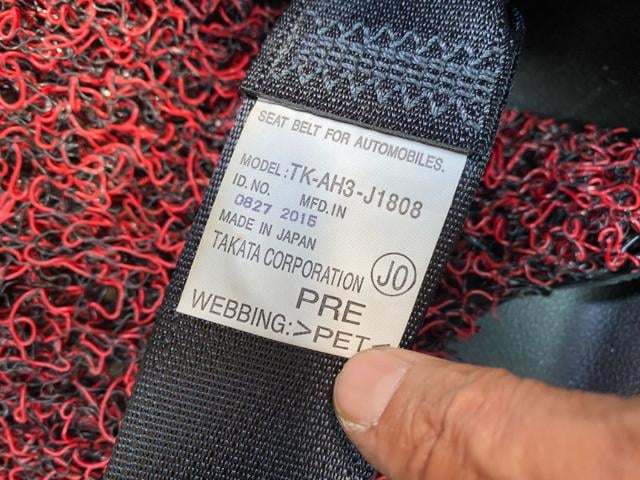 SEAT BELT FOR AUTOMOBILES.
MODEL: TK-AH3-J1808
ID.NO. MFD.IN
0827 2015
MADE IN JAPAN
TAKATA CORPORATION JO
PRE
WEBBING:>PET